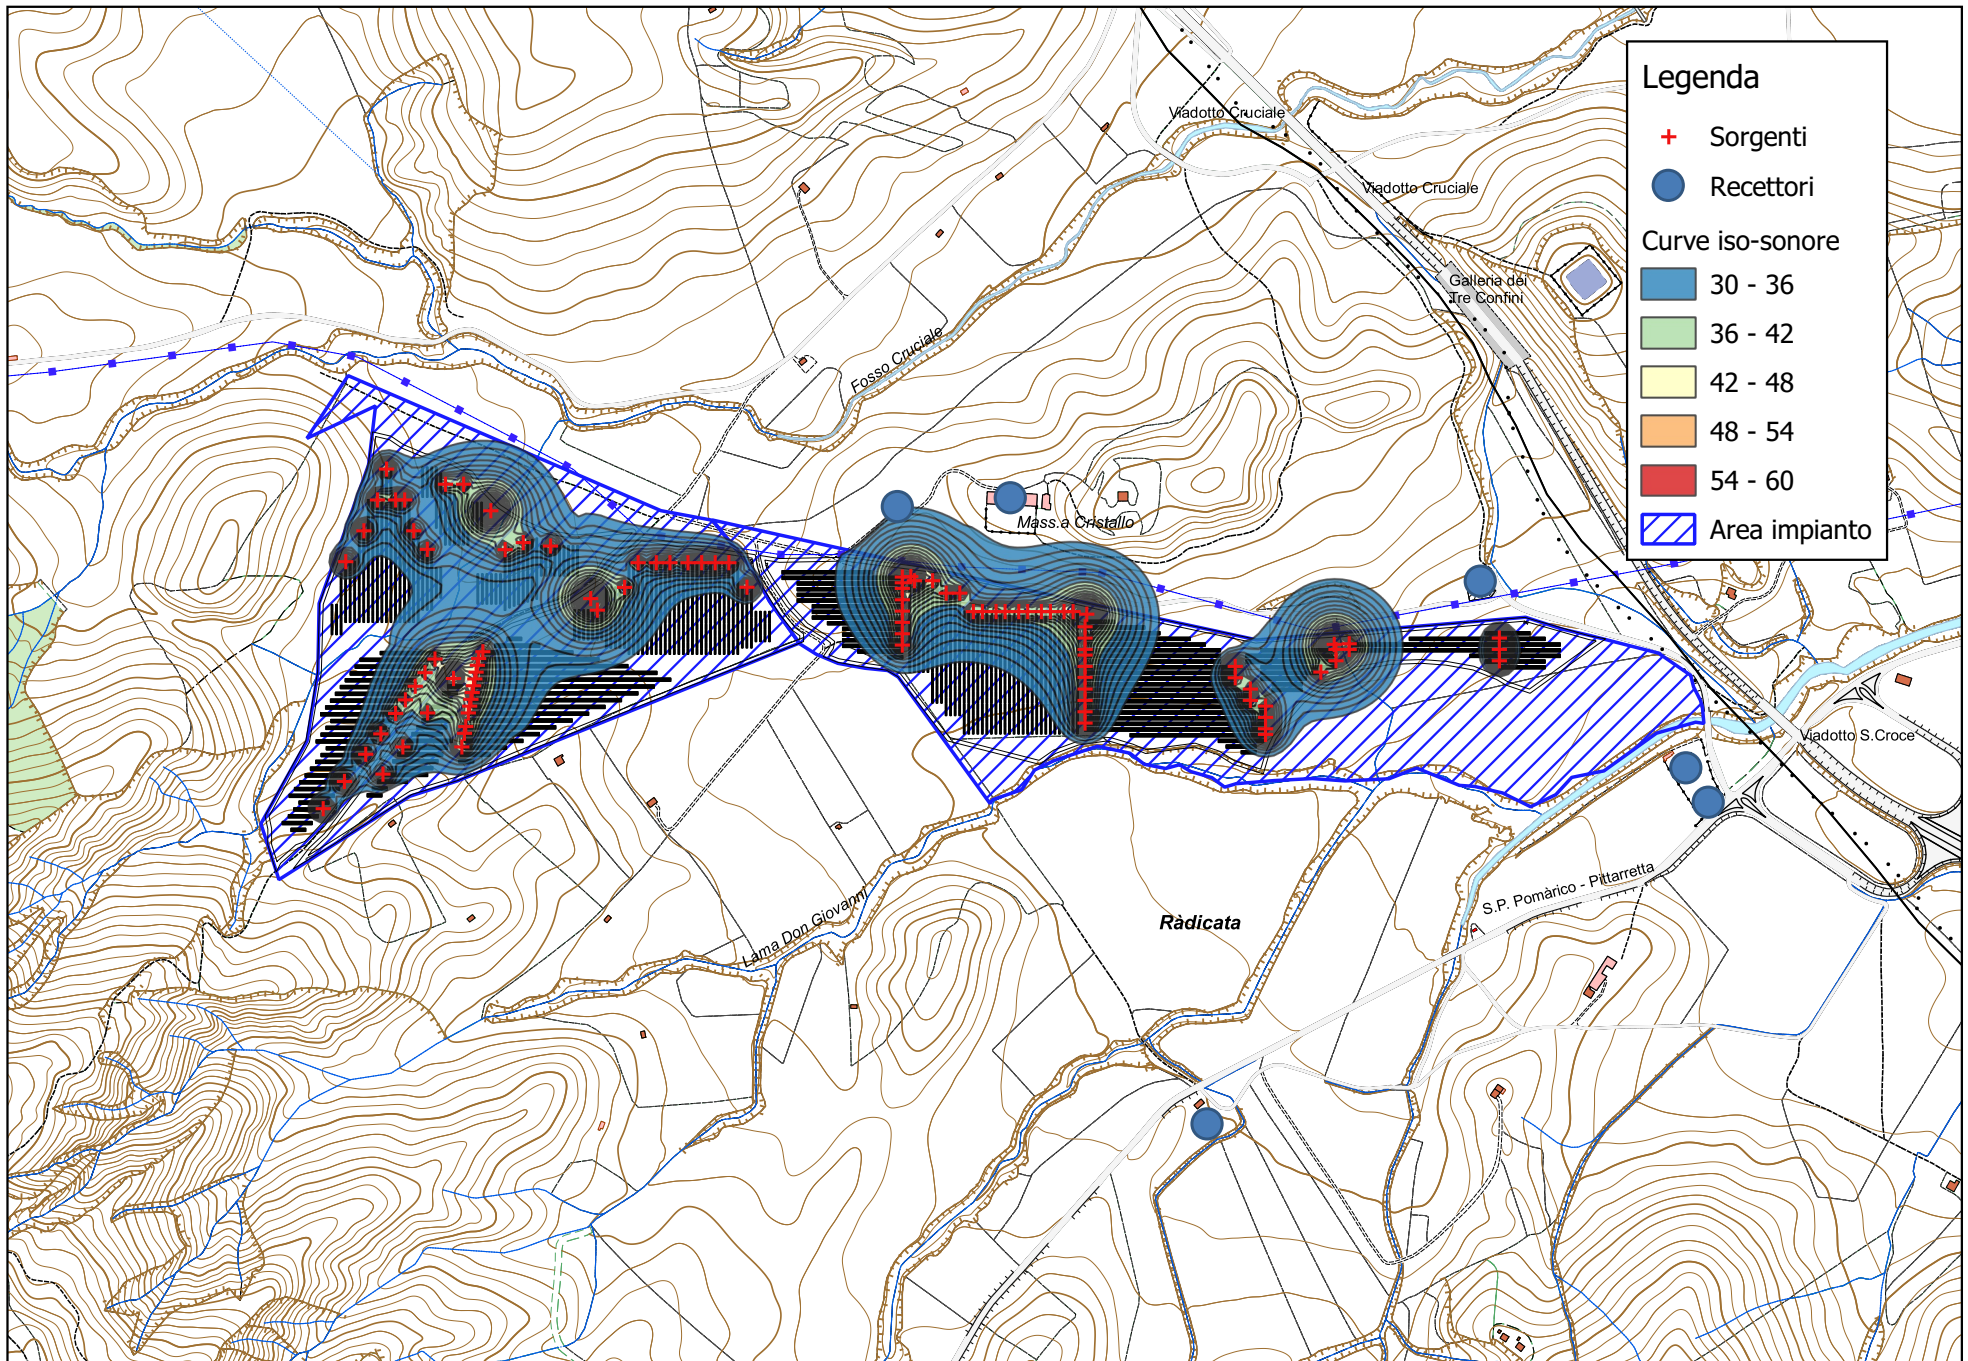 Legenda
Sorgenti
Recettori
Curve iso-sonore
30 - 36
36 - 42
42 - 48
48 - 54
54 - 60
Area impianto
Viadotto Cruciale
Viadotto Cruciale
Galleria dei
Tre Confini
Fosso Cruciale
Mass.a Cristallo
Viadotto S.Croce
S.P. Pomàrico - Pittarretta
Ràdicata
Lama Don Giovanni